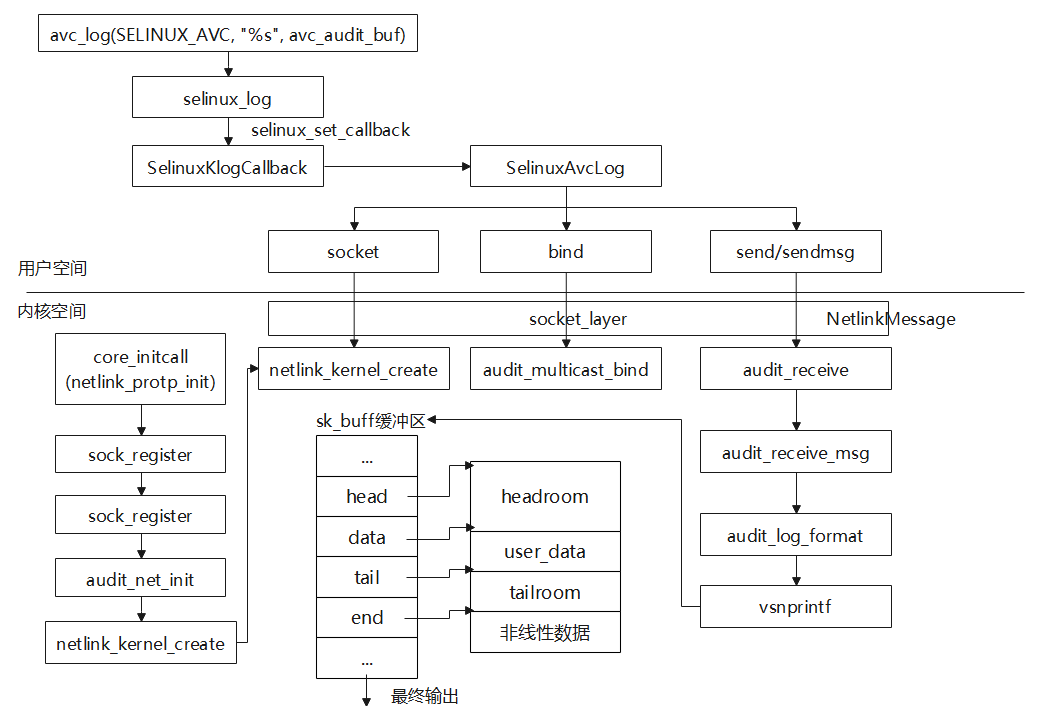 avc_log(SELINUX_AVC, "%s", avc_audit_buf)
selinux_log
selinux_set_callback
SelinuxKlogCallback
SelinuxAvcLog
socket
bind
send/sendmsg
用户空间
内核空间
socket_layer
NetlinkMessage
core_initcall
(netlink_protp_init)
netlink_kernel_create
audit_multicast_bind
audit_receive
sk_buff缓冲区
sock_register
...
audit_receive_msg
head
headroom
sock_register
data
audit_log_format
user_data
audit_net_init
tail
tailroom
vsnprintf
end
非线性数据
netlink_kernel_create
...
最终输出